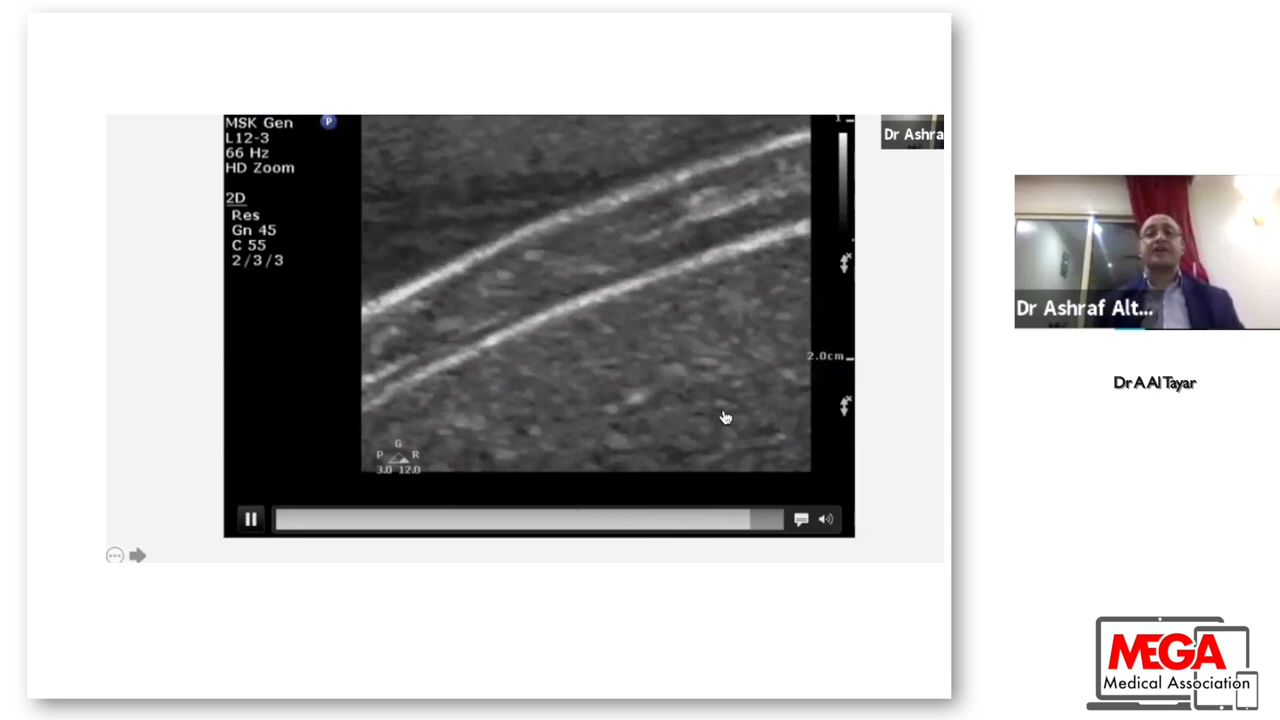 MSK Gen
P
L12-3
66 Hz
HD Zoom
2D
Res
Gn 45
C 55
2/3/3
1
2.0cm
G
P R
3.0 12.0
Dr Ashra
Dr Ashraf Alt...
Dr A Al Tayar
MEGA
Medical Association